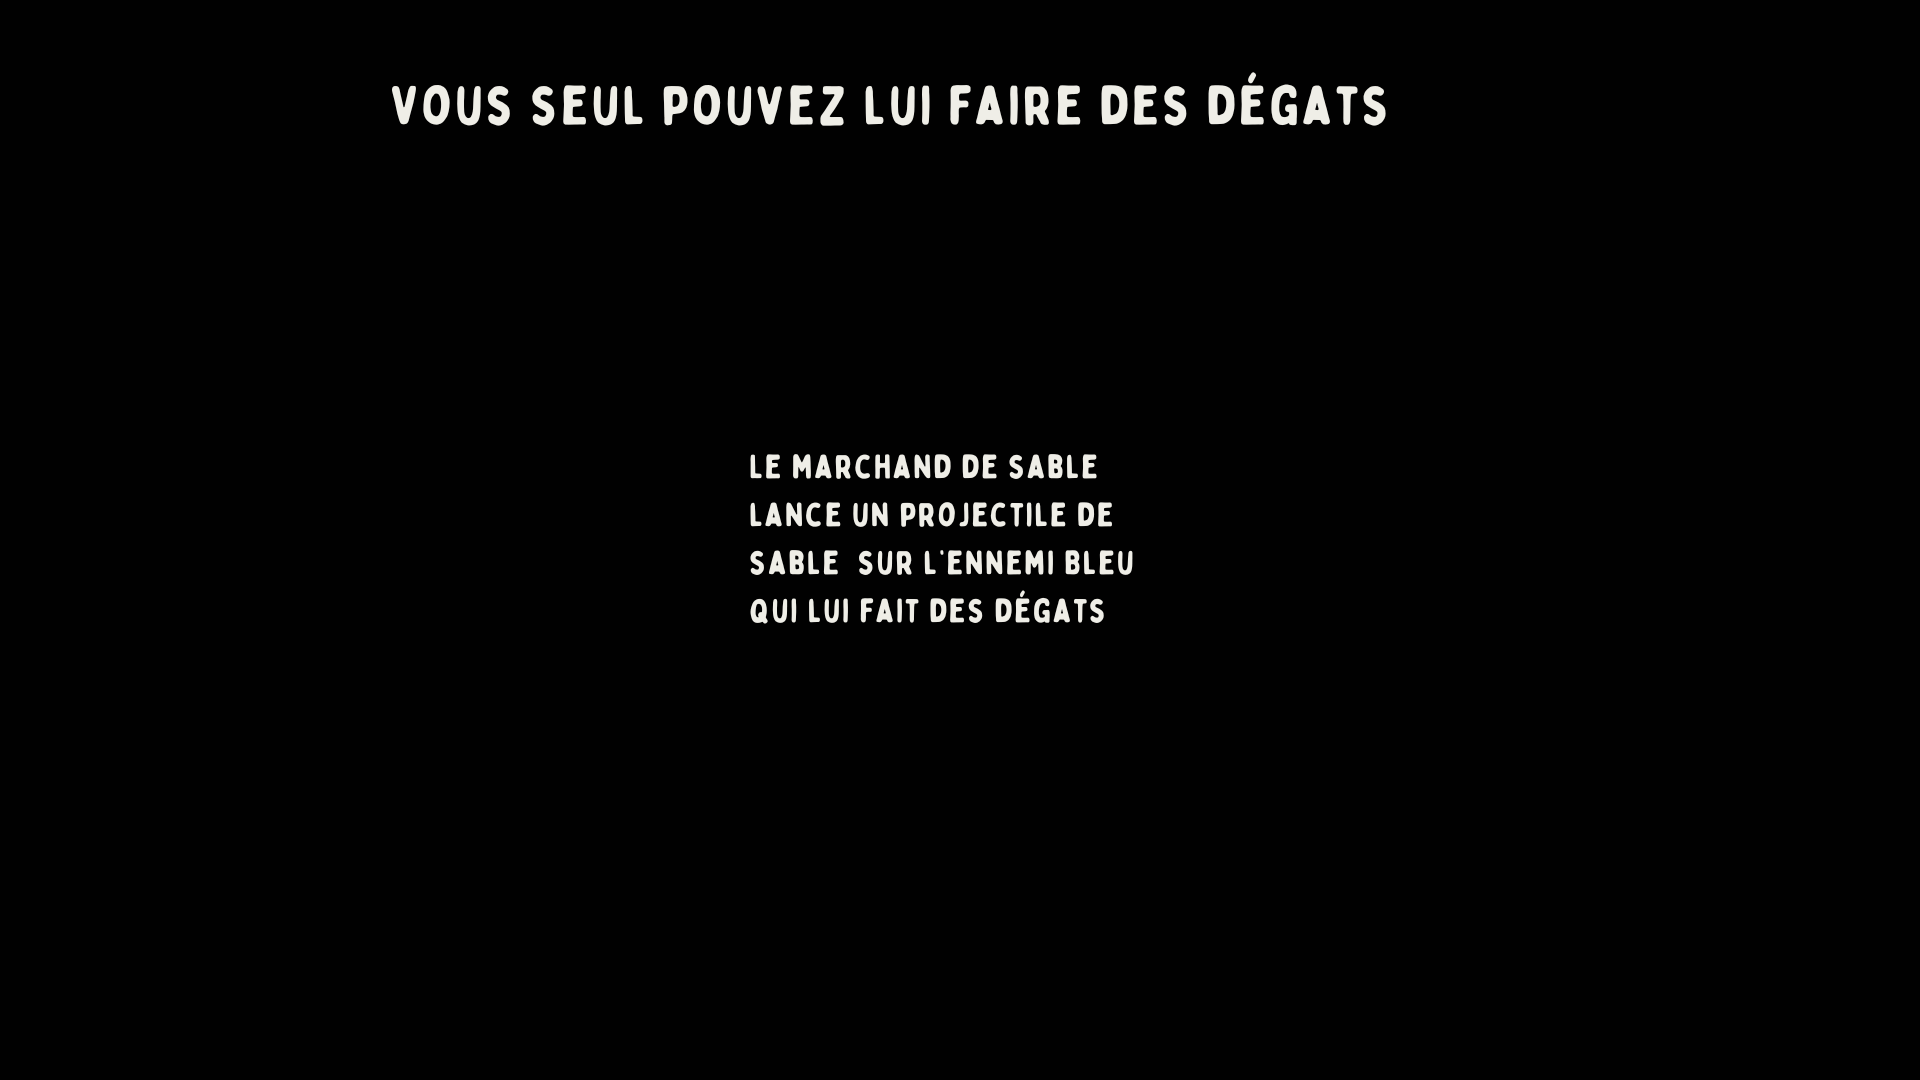 VOUS SEUL POUVEZ LUI FAIRE DES DÉGATS
LE MARCHAND DE SABLE
LANCE UN PROJECTILE DE
SABLE  SUR L'ENNEMI BLEU
QUI LUI FAIT DES DÉGATS